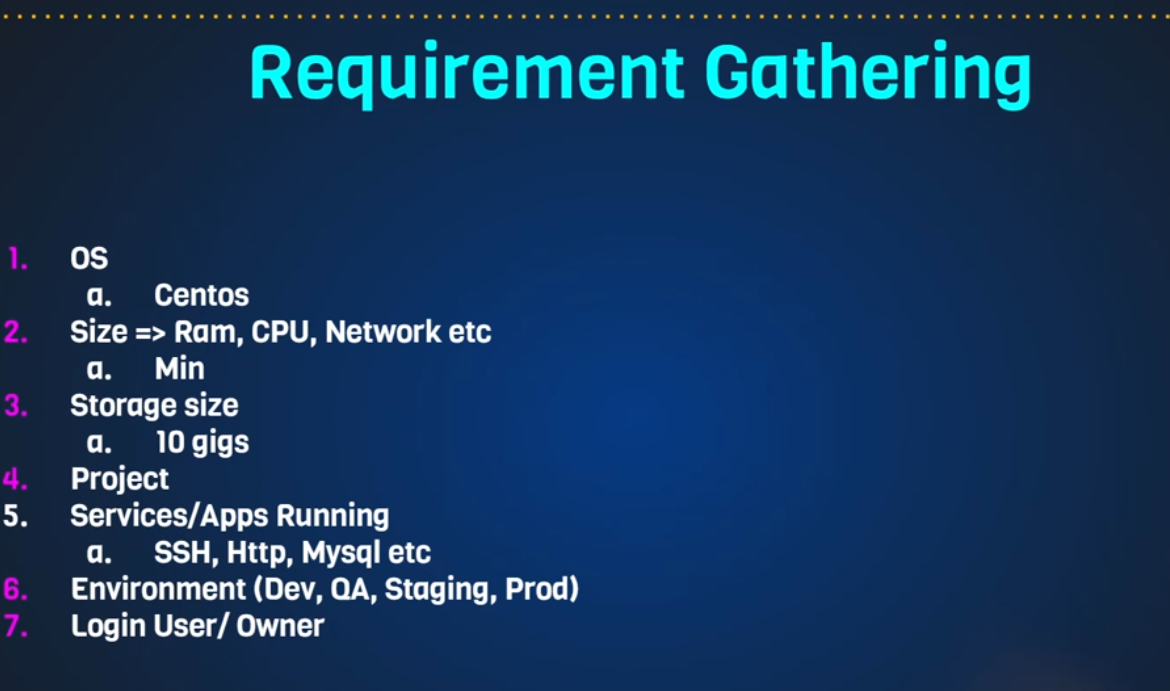 Requirement Gathering
1. OS
a. Centos
2. Size => Ram, CPU, Network etc
a. Min
3. Storage size
a. 10 gigs
4. Project
5. Services/Apps Running
a. SSH, Http, Mysql etc
6. Environment (Dev, QA, Staging, Prod)
7. Login User/ Owner